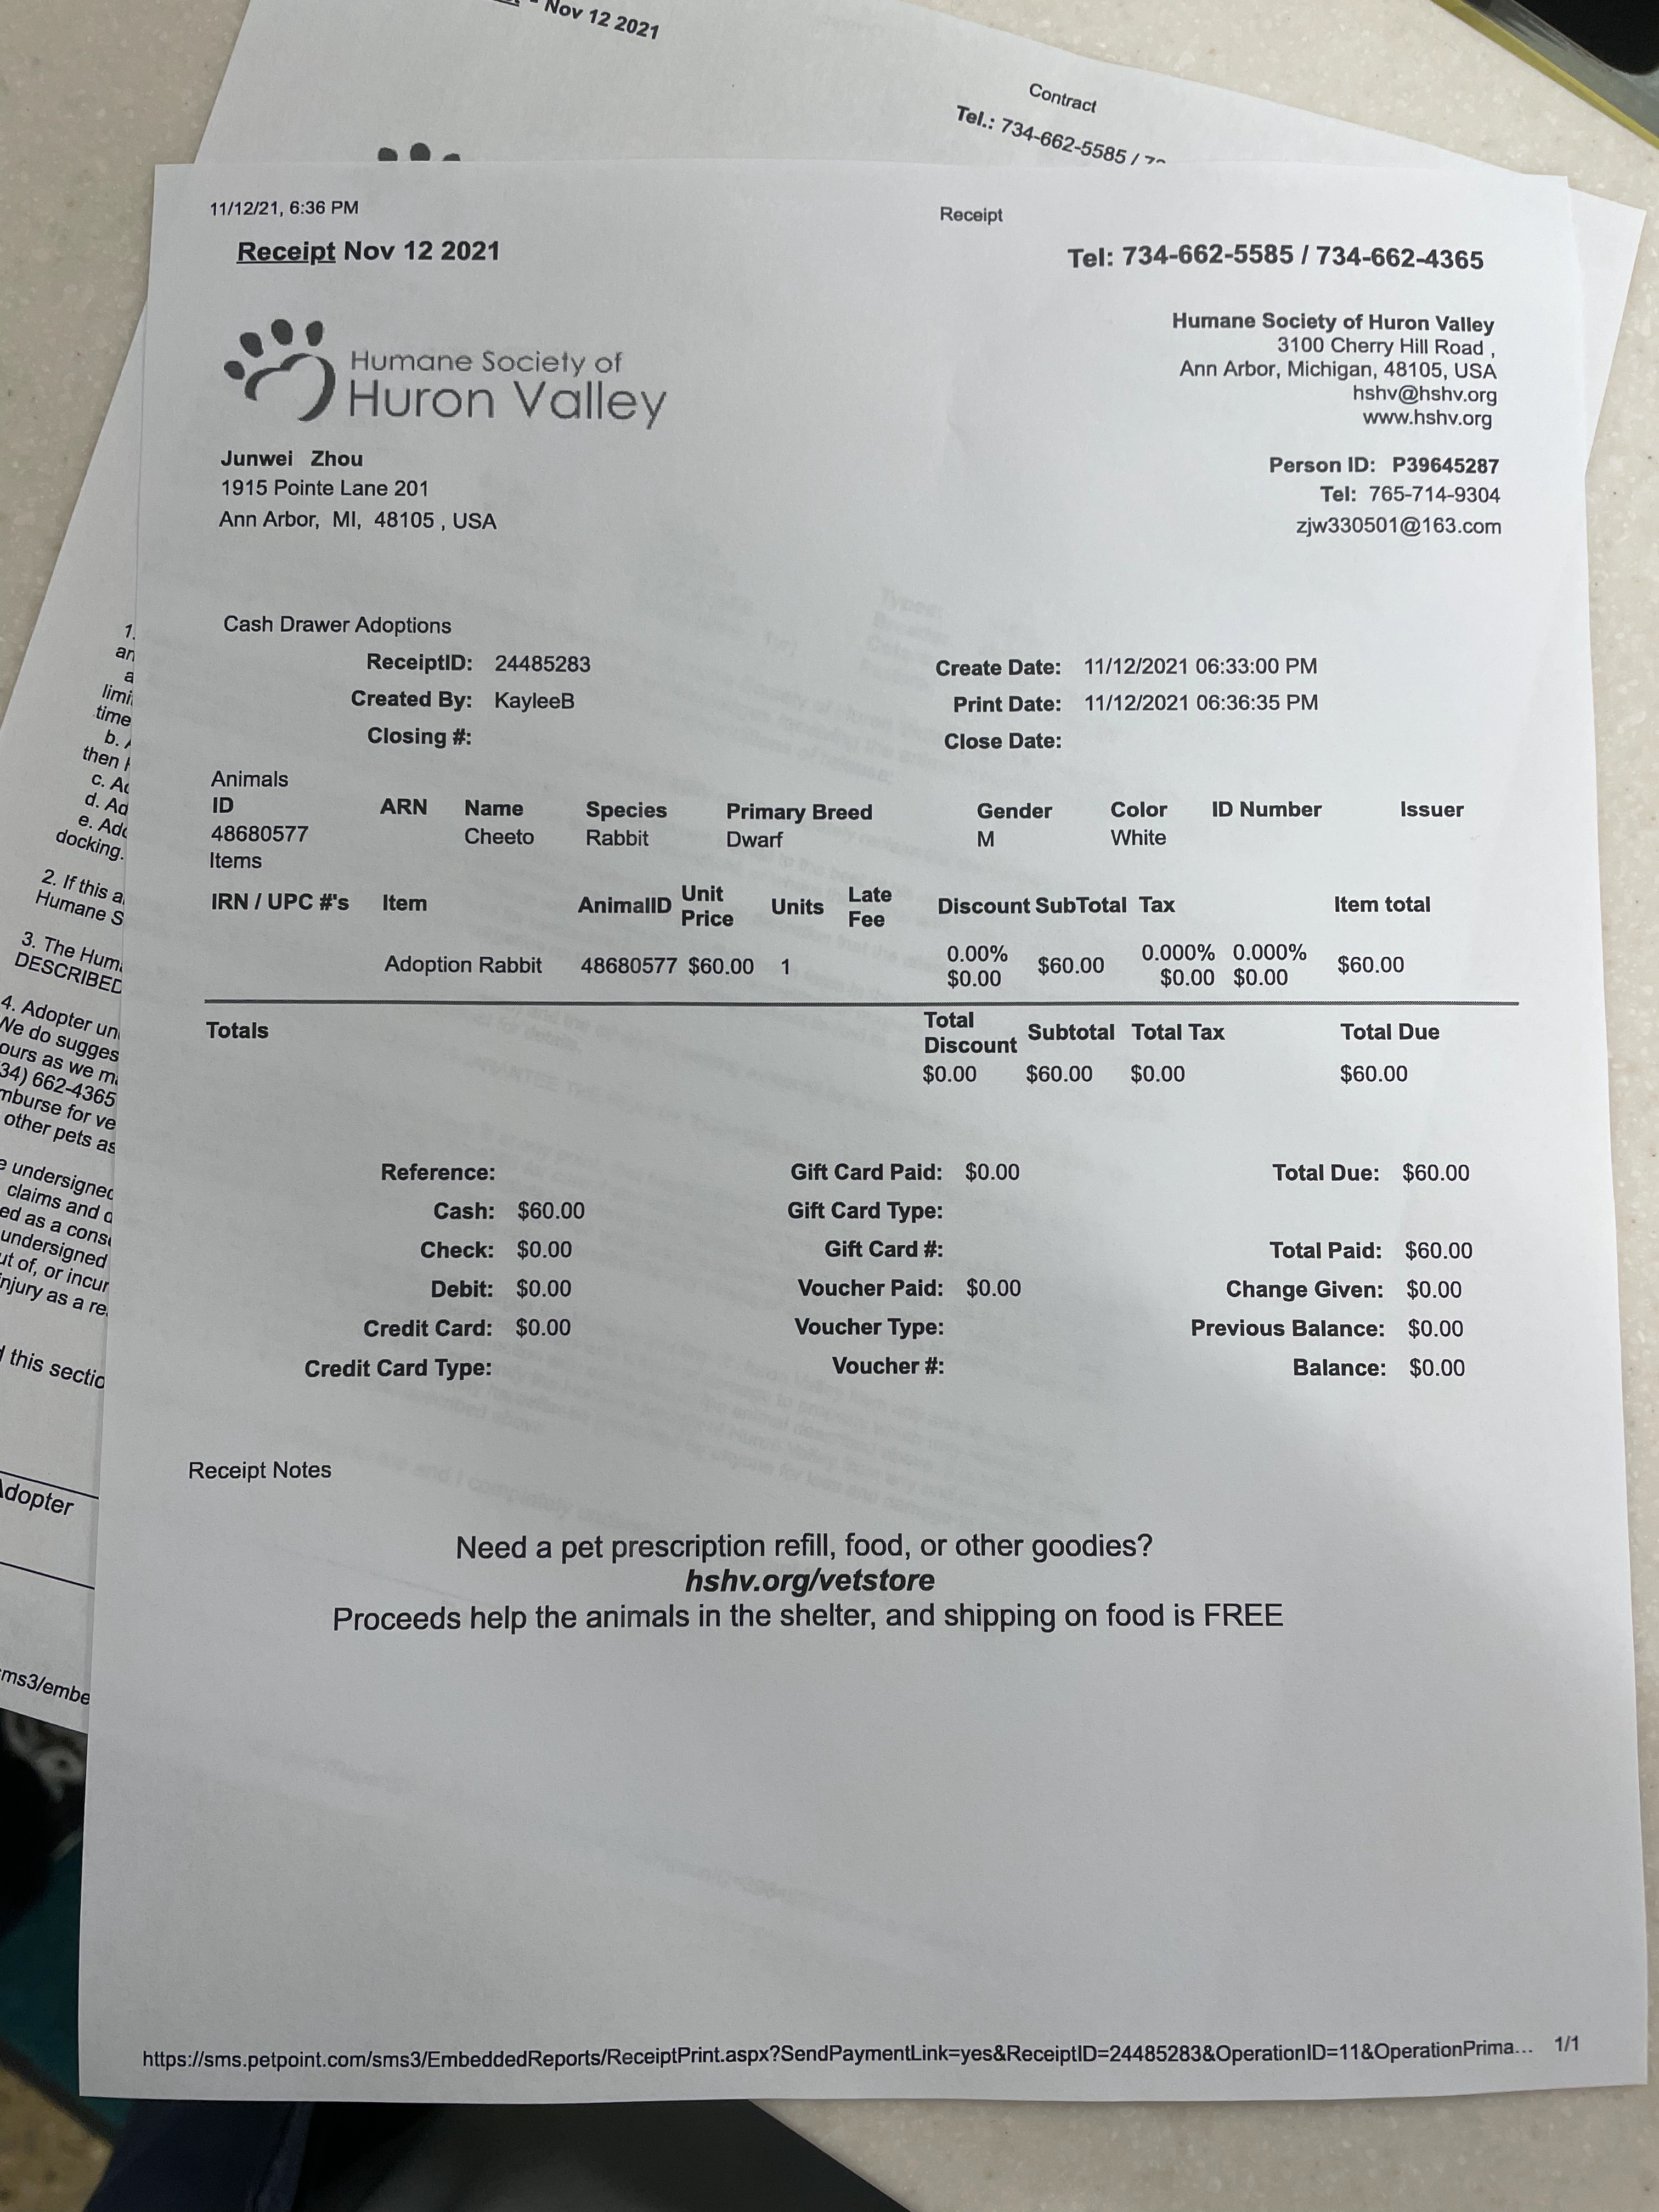 Nov 12 2021
Contract
Tel.: 734-662-5585 /
11/12/21, 6:36 PM
Receipt
Receipt Nov 12 2021
Tel: 734-662-5585 / 734-662-4365
Humane Society of
Huron Valley
Humane Society of Huron Valley
3100 Cherry Hill Road ,
Ann Arbor, Michigan, 48105, USA
hshv@hshv.org
www.hshv.org
Junwei Zhou
1915 Pointe Lane 201
Ann Arbor, MI, 48105 , USA
Person ID: P39645287
Tel: 765-714-9304
zjw330501@163.com
Cash Drawer Adoptions
ReceiptID: 24485283 Create Date: 11/12/2021 06:33:00 PM
Created By: KayleeB Print Date: 11/12/2021 06:36:35 PM
Closing #: Close Date:
Animals
ID ARN Name Species Primary Breed Gender Color ID Number Issuer
48680577 Cheeto Rabbit Dwarf M White
Items
IRN / UPC #'s Item AnimalID Unit Price Units Late Fee Discount SubTotal Tax Item total
Adoption Rabbit 48680577 $60.00 1 0.00% $0.00 $60.00 0.000% $0.00 0.000% $0.00 $60.00
Totals Total Discount Subtotal Total Tax Total Due
$0.00 $60.00 $0.00 $60.00
Reference: Gift Card Paid: $0.00 Total Due: $60.00
Cash: $60.00 Gift Card Type:
Check: $0.00 Gift Card #: Total Paid: $60.00
Debit: $0.00 Voucher Paid: $0.00 Change Given: $0.00
Credit Card: $0.00 Voucher Type: Previous Balance: $0.00
Credit Card Type: Voucher #: Balance: $0.00
Receipt Notes
Need a pet prescription refill, food, or other goodies?
hshv.org/vetstore
Proceeds help the animals in the shelter, and shipping on food is FREE
https://sms.petpoint.com/sms3/EmbeddedReports/ReceiptPrint.aspx?SendPaymentLink=yes&ReceiptID=24485283&OperationID=11&OperationPrima... 1/1
1.
an
a
limi
time
b.
then
c. Ad
d. Ad
e. Ado
docking.
2. If this a
Humane S
3. The Hum
DESCRIBED
4. Adopter un
We do sugges
ours as we m
34) 662-4365
mburse for ve
other pets as
e undersigned
claims and d
ed as a cons
undersigned
ut of, or incur
njury as a re
this sectio
Adopter
ms3/embe